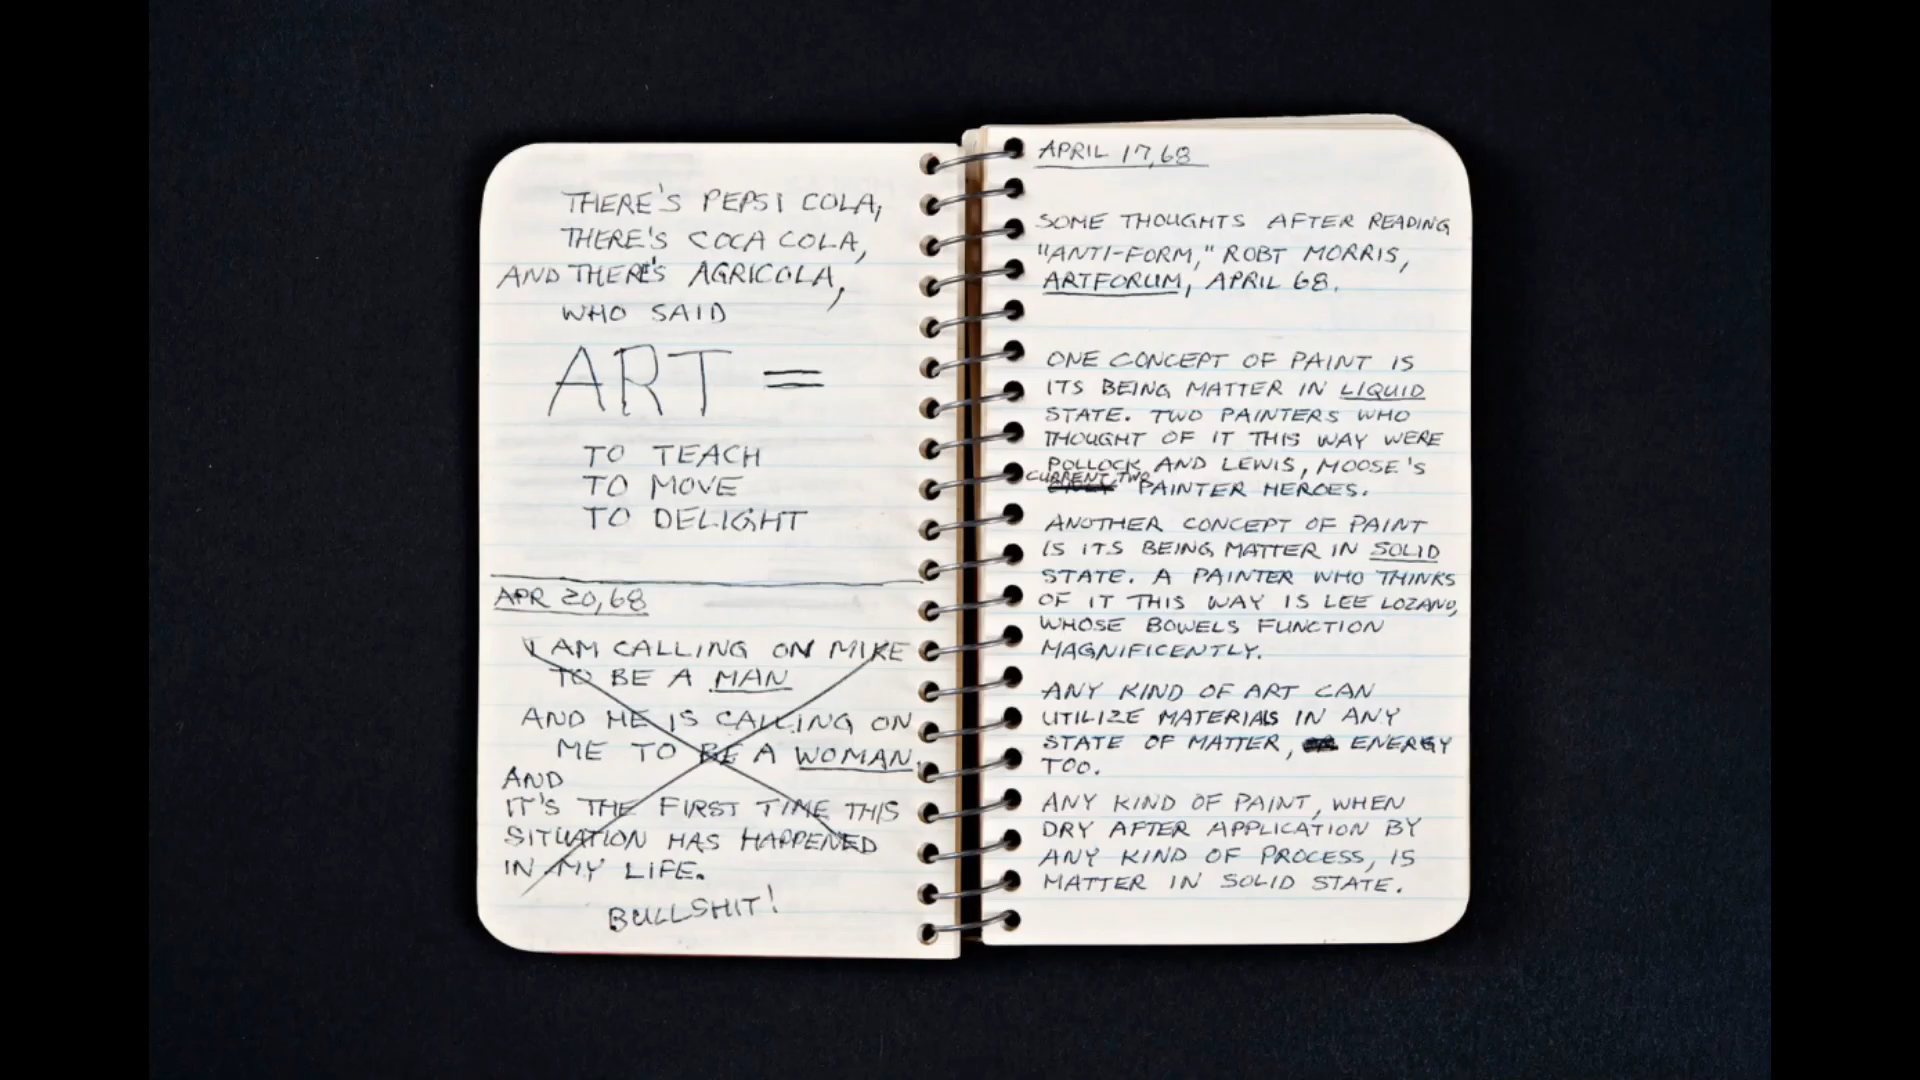 THERE'S PEPSI COLA,
THERE'S COCA COLA,
AND THERE'S AGRICOLA,
WHO SAID
ART =
TO TEACH
TO MOVE
TO DELIGHT
APR 20,68
I AM CALLING ON MIKE
TO BE A MAN
AND HE IS CALLING ON
ME TO BE A WOMAN.
AND
IT'S THE FIRST TIME THIS
SITUATION HAS HAPPENED
IN MY LIFE.
BULLSHIT!
APRIL 17,68
SOME THOUGHTS AFTER READING
"ANTI-FORM," ROBT MORRIS,
ARTFORUM, APRIL 68.
ONE CONCEPT OF PAINT IS
ITS BEING MATTER IN LIQUID
STATE. TWO PAINTERS WHO
THOUGHT OF IT THIS WAY WERE
POLLOCK AND LEWIS, MOOSE'S
CURRENT TWO
PAINTER HEROES.
ANOTHER CONCEPT OF PAINT
IS ITS BEING MATTER IN SOLID
STATE. A PAINTER WHO THINKS
OF IT THIS WAY IS LEE LOZANO,
WHOSE BOWELS FUNCTION
MAGNIFICENTLY.
ANY KIND OF ART CAN
UTILIZE MATERIALS IN ANY
STATE OF MATTER, ENERGY
TOO.
ANY KIND OF PAINT, WHEN
DRY AFTER APPLICATION BY
ANY KIND OF PROCESS, IS
MATTER IN SOLID STATE.